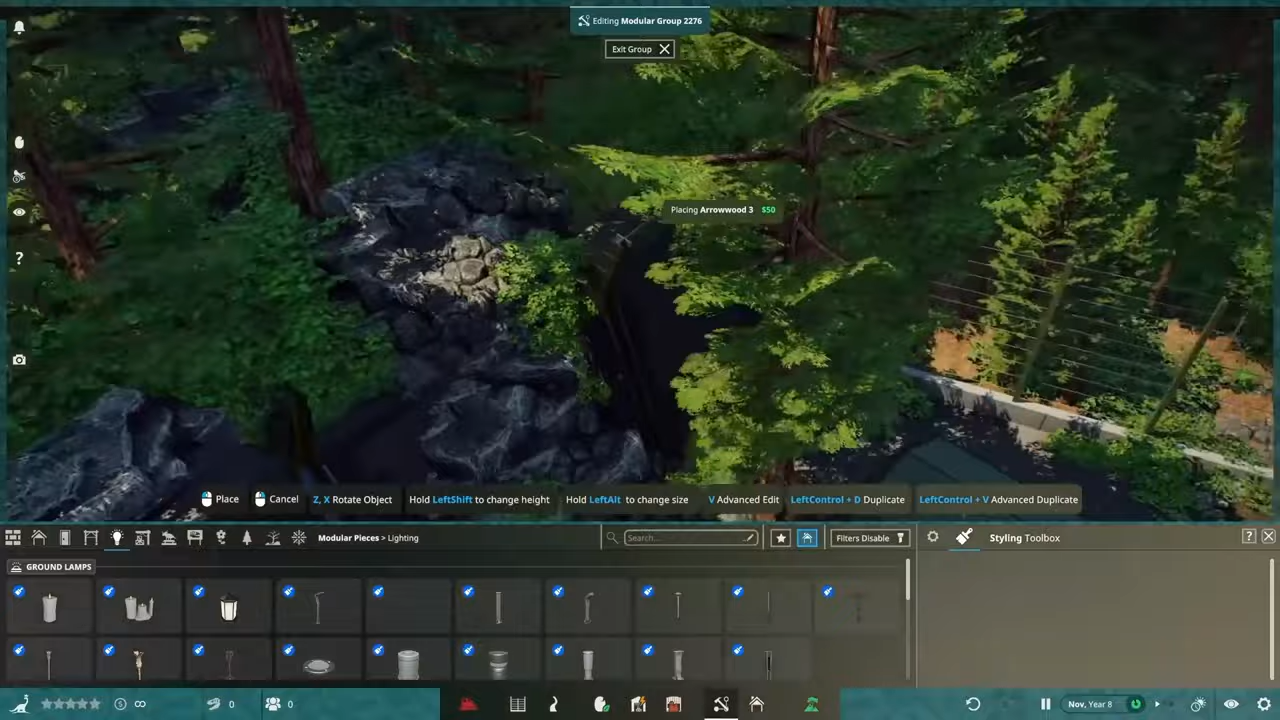 Editing Modular Group 2276
Exit Group
Placing Arrowwood 3 $50
Place
Cancel
Z, X Rotate Object
Hold LeftShift to change height
Hold LeftAlt to change size
V Advanced Edit
LeftControl + D Duplicate
LeftControl + V Advanced Duplicate
Modular Pieces > Lighting
Search...
Filters Disable
Styling Toolbox
?
GROUND LAMPS
0
0
Nov, Year 8